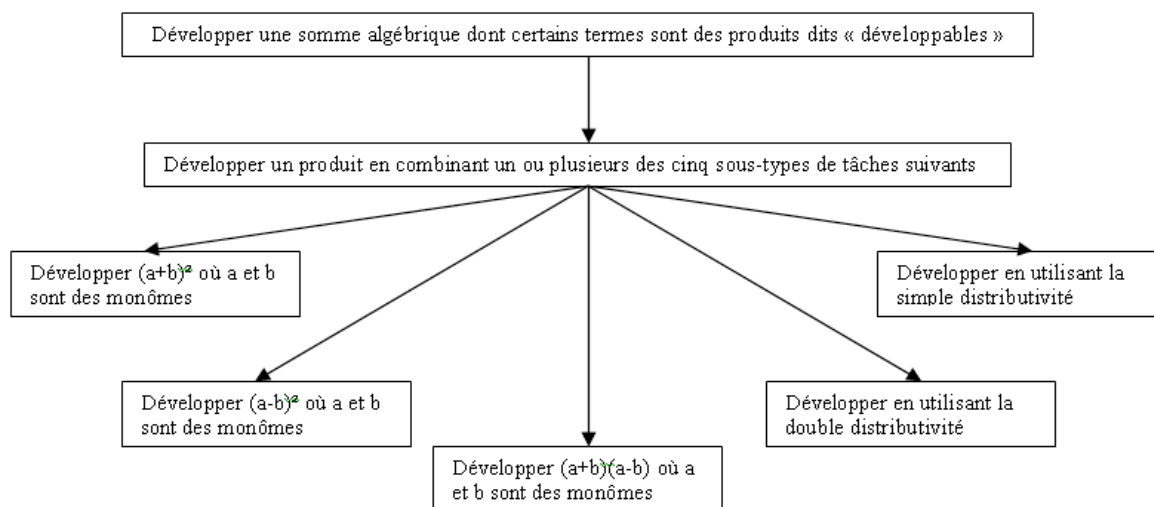 Développer une somme algébrique dont certains termes sont des produits dits « développables »
Développer un produit en combinant un ou plusieurs des cinq sous-types de tâches suivants
Développer (a+b)² où a et b
sont des monômes
Développer en utilisant la
simple distributivité
Développer (a-b)² où a et b
sont des monômes
Développer en utilisant la
double distributivité
Développer (a+b)(a-b) où a
et b sont des monômes